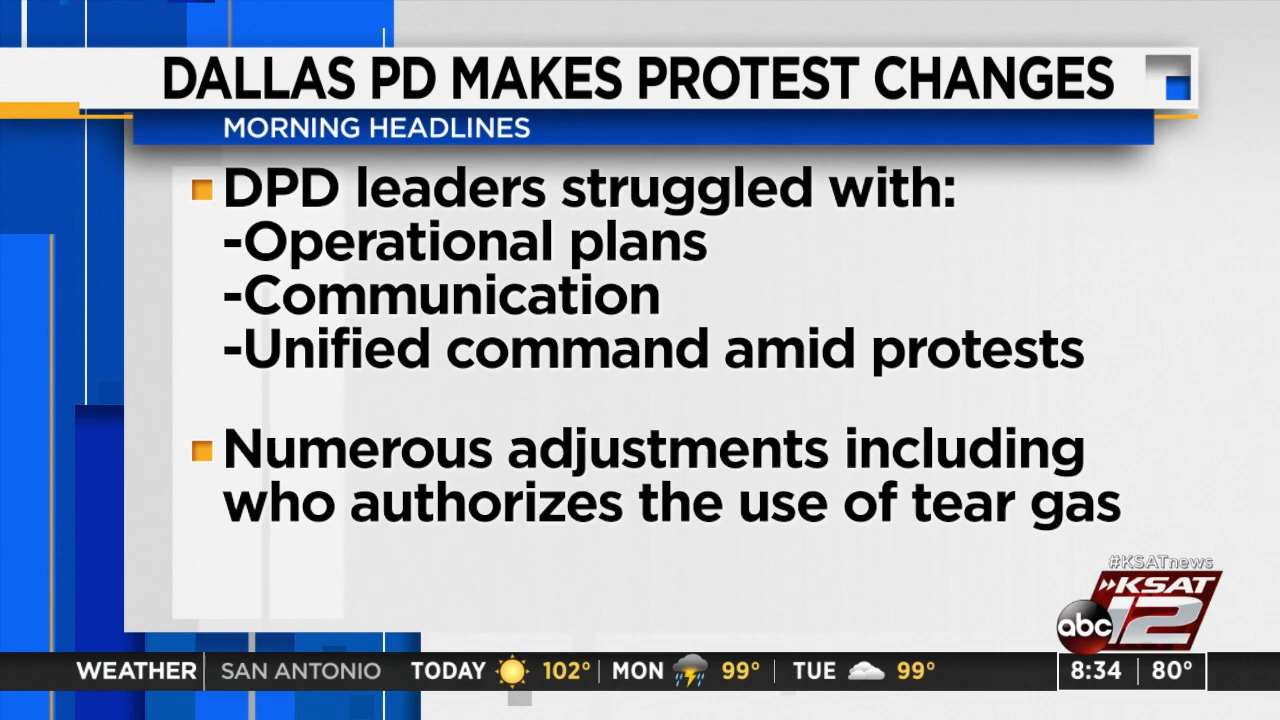 DALLAS PD MAKES PROTEST CHANGES
MORNING HEADLINES
DPD leaders struggled with:
-Operational plans
-Communication
-Unified command amid protests
Numerous adjustments including
who authorizes the use of tear gas
#KSATnews
KSAT
abc 12
WEATHER SAN ANTONIO TODAY 102° MON 99° TUE 99° 8:34 80°